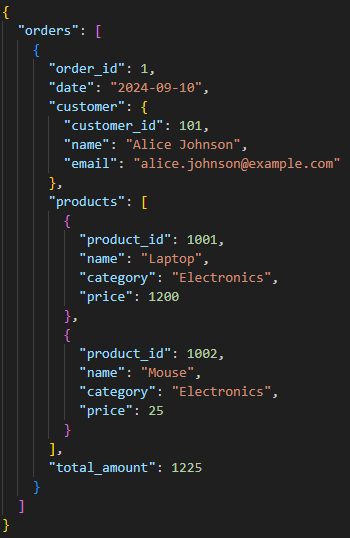 {
  "orders": [
    {
      "order_id": 1,
      "date": "2024-09-10",
      "customer": {
        "customer_id": 101,
        "name": "Alice Johnson",
        "email": "alice.johnson@example.com"
      },
      "products": [
        {
          "product_id": 1001,
          "name": "Laptop",
          "category": "Electronics",
          "price": 1200
        },
        {
          "product_id": 1002,
          "name": "Mouse",
          "category": "Electronics",
          "price": 25
        }
      ],
      "total_amount": 1225
    }
  ]
}